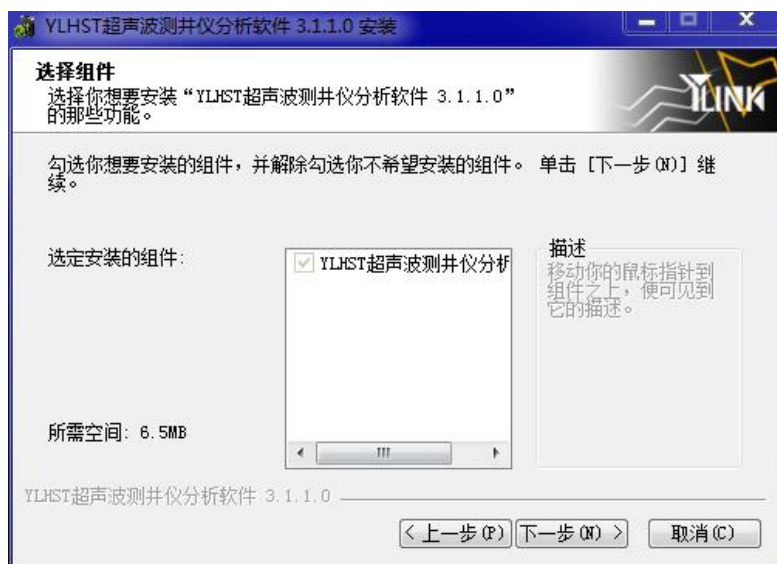 YLHST超声波测井仪分析软件 3.1.1.0 安装
选择组件
选择你想要安装“YLHST超声波测井仪分析软件 3.1.1.0”
的那些功能。
YLINK
勾选你想要安装的组件，并解除勾选你不希望安装的组件。 单击 [下一步(N)] 继
续。
选定安装的组件:
YLHST超声波测井仪分析
描述
移动你的鼠标指针到
组件之上，便可见到
它的描述。
所需空间: 6.5MB
YLHST超声波测井仪分析软件 3.1.1.0
< 上一步(P)
下一步(N) >
取消(C)